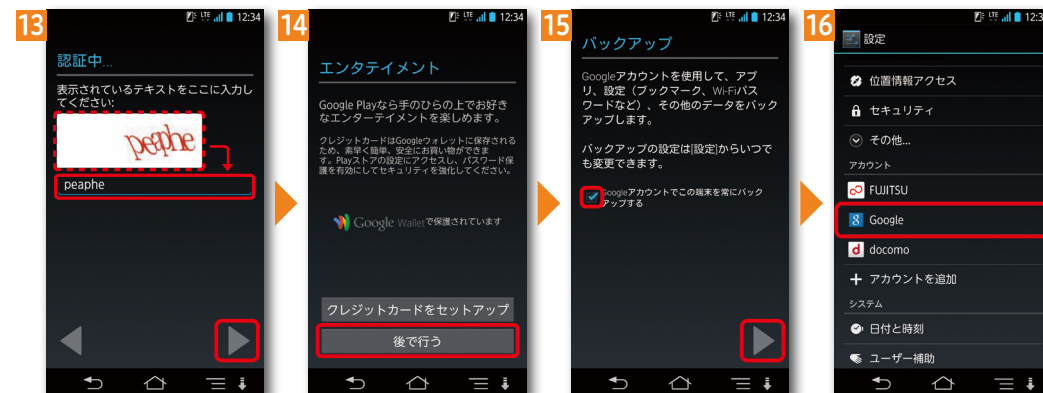 13
LTE 12:34
認証中...
表示されているテキストをここに入力し
てください:
peaphe
peaphe
14
LTE 12:34
エンタテイメント
Google Playなら手のひらの上でお好き
なエンターテイメントを楽しめます。
クレジットカードはGoogleウォレットに保存される
ため、素早く簡単、安全にお買い物ができま
す。Playストアの設定にアクセスし、パスワード保
護を有効にしてセキュリティを強化してください。
Google Walletで保護されています
クレジットカードをセットアップ
後で行う
15
LTE 12:34
バックアップ
Googleアカウントを使用して、アプ
リ、設定（ブックマーク、Wi-Fiパス
ワードなど）、その他のデータをバック
アップします。
バックアップの設定は[設定]からいつで
も変更できます。
Googleアカウントでこの端末を常にバック
アップする
16
LTE 12:3
設定
位置情報アクセス
セキュリティ
その他...
アカウント
FUJITSU
8 Google
d docomo
アカウントを追加
システム
日付と時刻
ユーザー補助